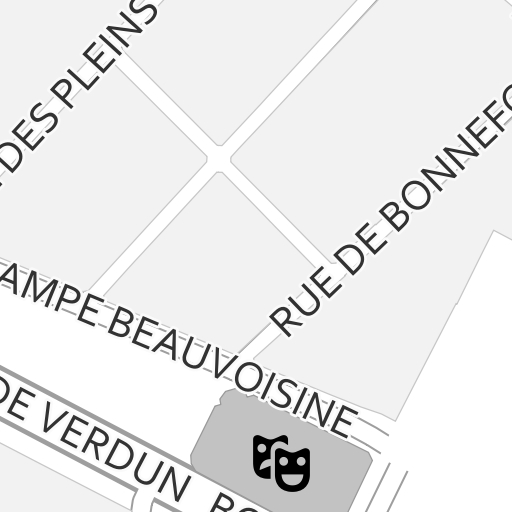 DES PLEINS
RUE DE BONNEFO
AMPE BEAUVOISINE
DE VERDUN
BO